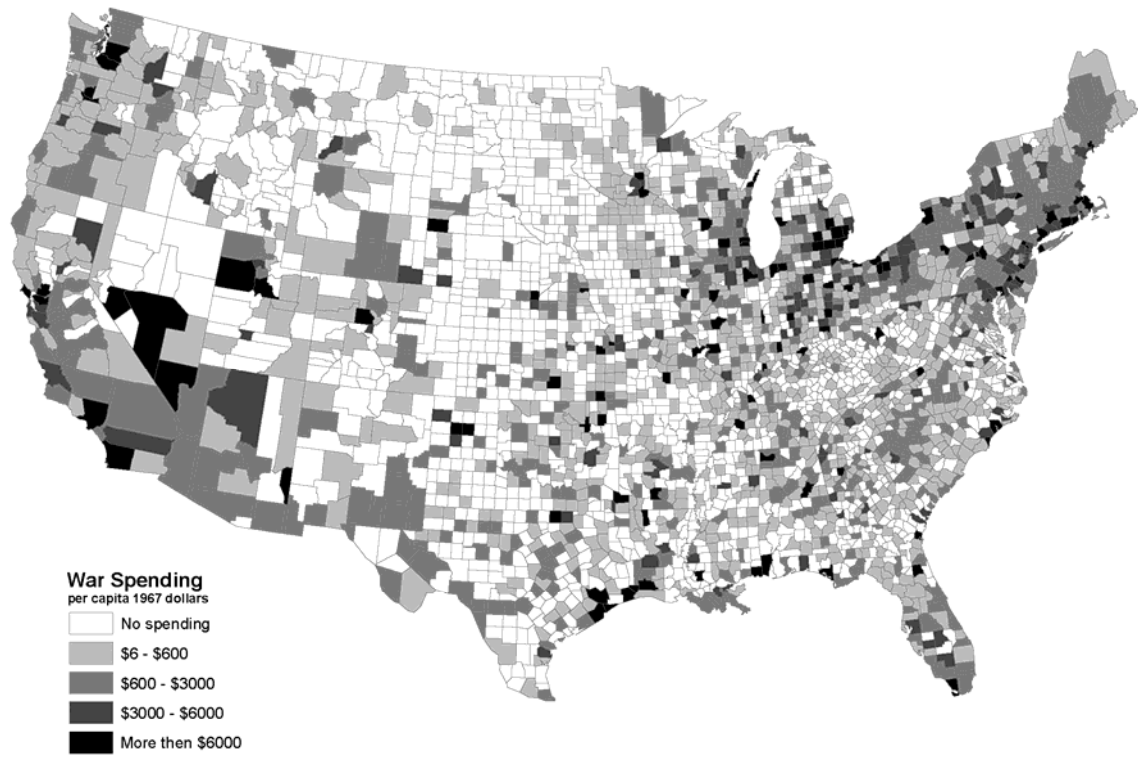 War Spending
per capita 1967 dollars
No spending
$6 - $600
$600 - $3000
$3000 - $6000
More then $6000